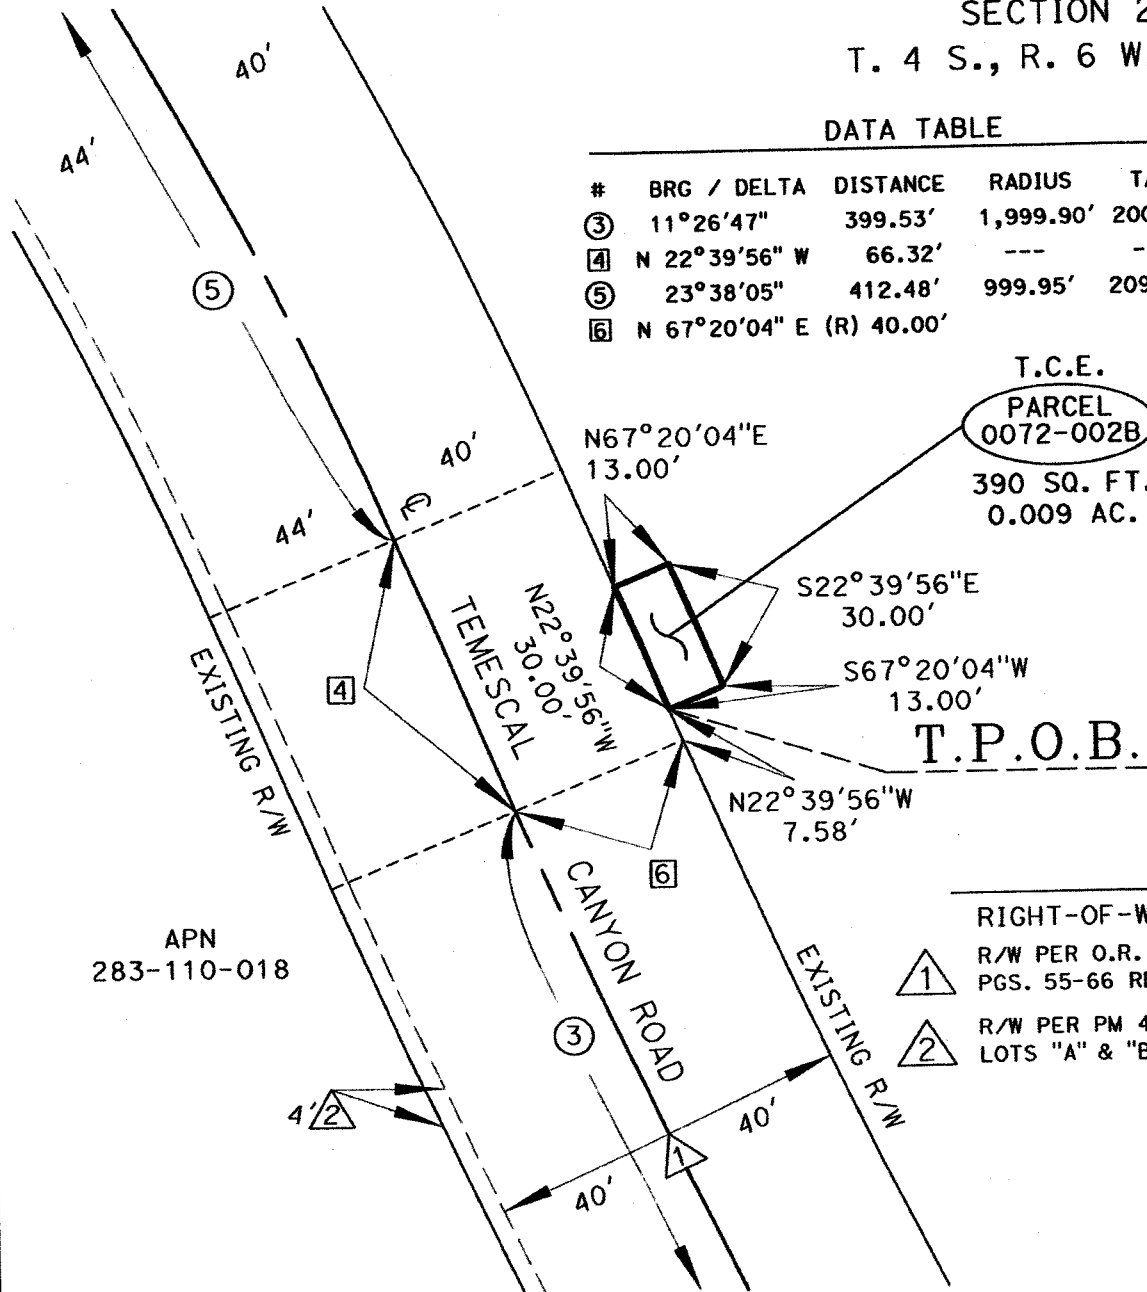 SECTION 2
T. 4 S., R. 6 W
DATA TABLE
# BRG / DELTA DISTANCE RADIUS TA
3 11°26'47" 399.53' 1,999.90' 200
4 N 22°39'56" W 66.32' --- -
5 23°38'05" 412.48' 999.95' 209
6 N 67°20'04" E (R) 40.00'
40'
44'
5
T.C.E.
PARCEL
0072-002B
390 SQ. FT.
0.009 AC.
N67°20'04"E
13.00'
40'
℄
44'
S22°39'56"E
30.00'
N22°39'56"W
30.00'
TEMESCAL
S67°20'04"W
13.00'
4
EXISTING R/W
T.P.O.B.
N22°39'56"W
7.58'
6
CANYON ROAD
APN
283-110-018
RIGHT-OF-W
1 R/W PER O.R.
PGS. 55-66 R
2 R/W PER PM 4
LOTS "A" & "B
EXISTING R/W
3
4' 2
40'
1
40'